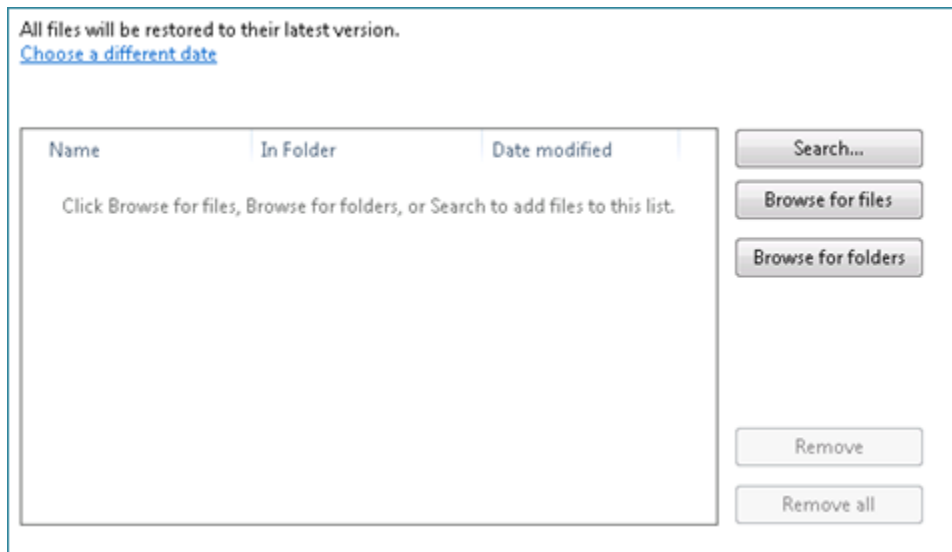 All files will be restored to their latest version.
Choose a different date
Name In Folder Date modified
Click Browse for files, Browse for folders, or Search to add files to this list.
Search...
Browse for files
Browse for folders
Remove
Remove all